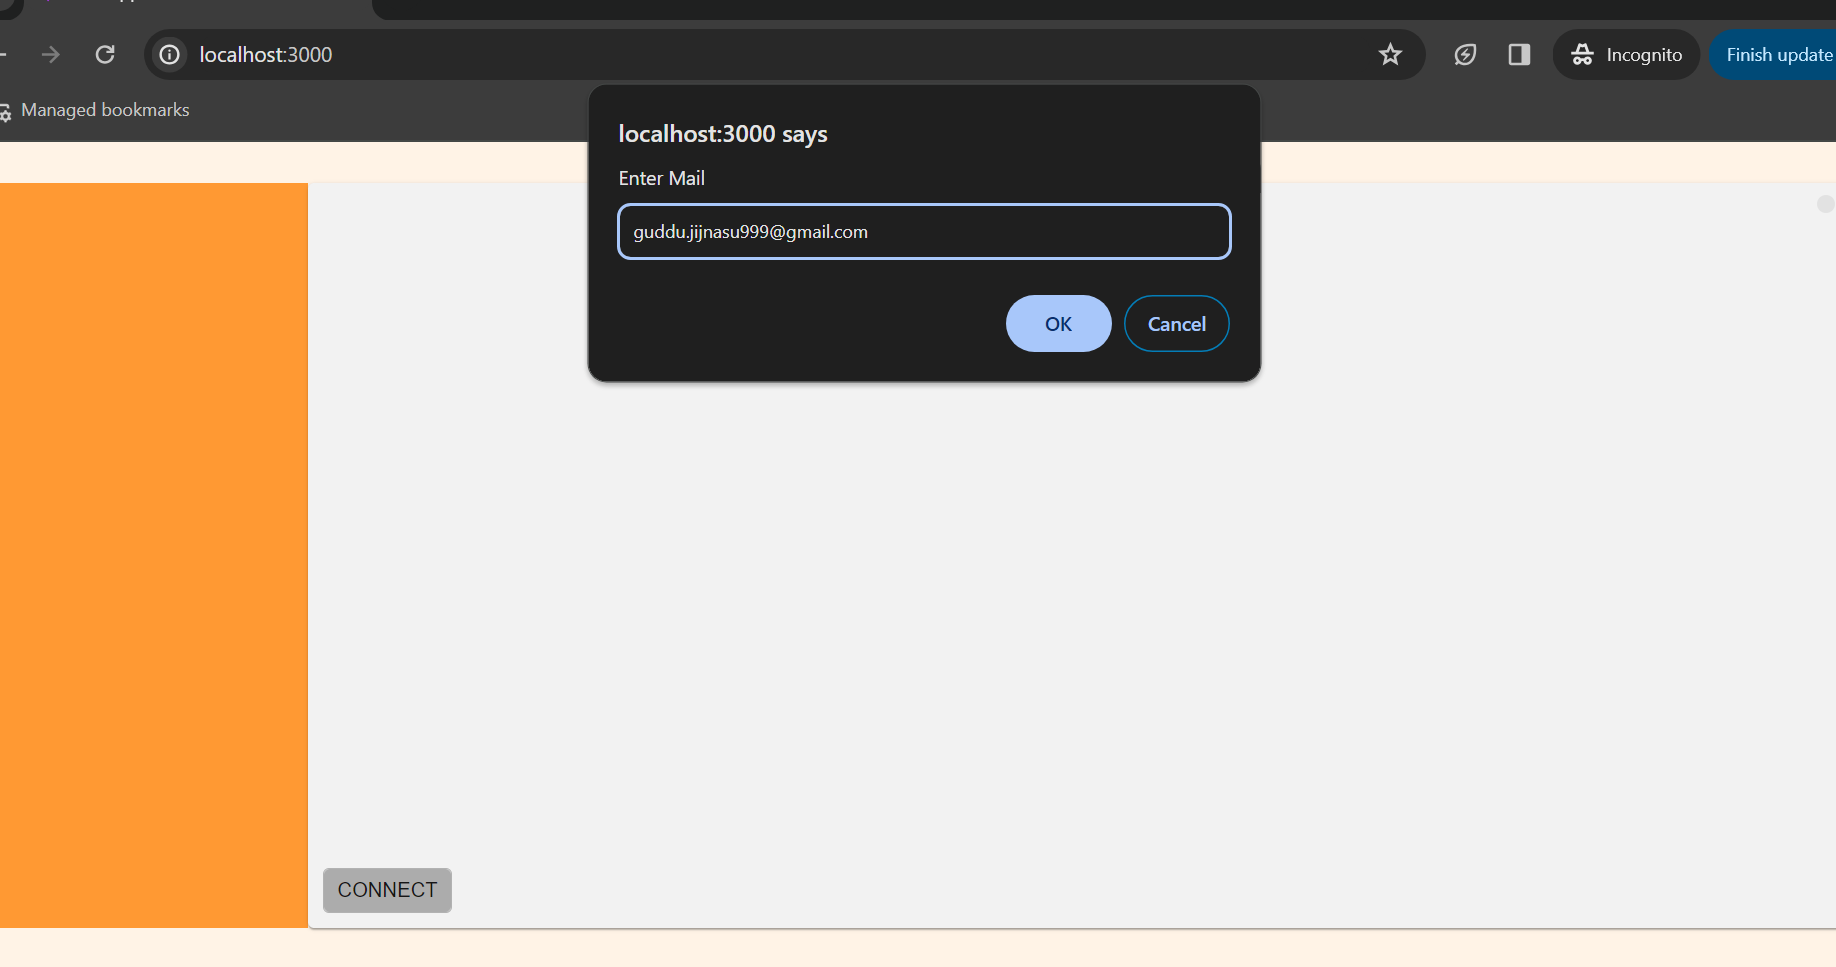 localhost:3000
Incognito
Finish update
Managed bookmarks
localhost:3000 says
Enter Mail
guddu.jijnasu999@gmail.com
OK
Cancel
CONNECT